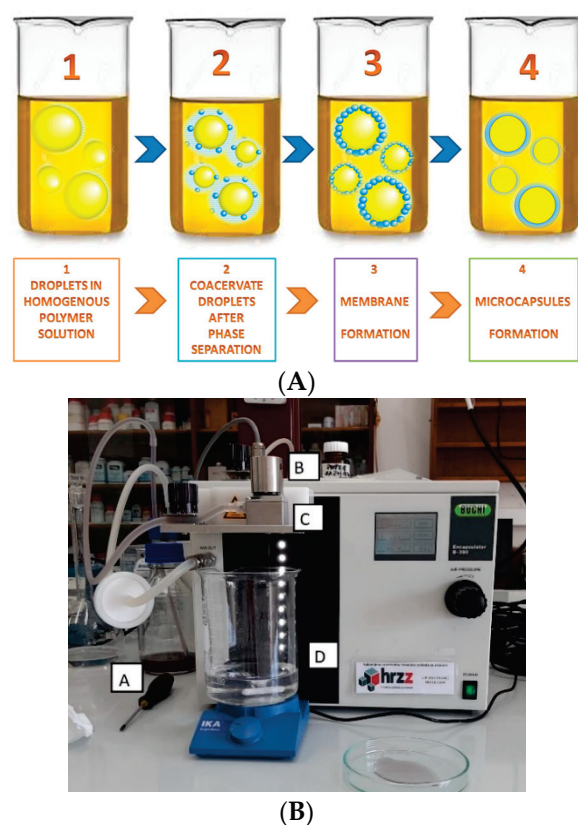 1
2
3
4
1
DROPLETS IN
HOMOGENOUS
POLYMER
SOLUTION
2
COACERVATE
DROPLETS
AFTER
PHASE
SEPARATION
3
MEMBRANE
FORMATION
4
MICROCAPSULES
FORMATION
(A)
B
C
BUCHI
Encapsulator
AIR PRESSURE
A
D
hrzz
IKA
(B)